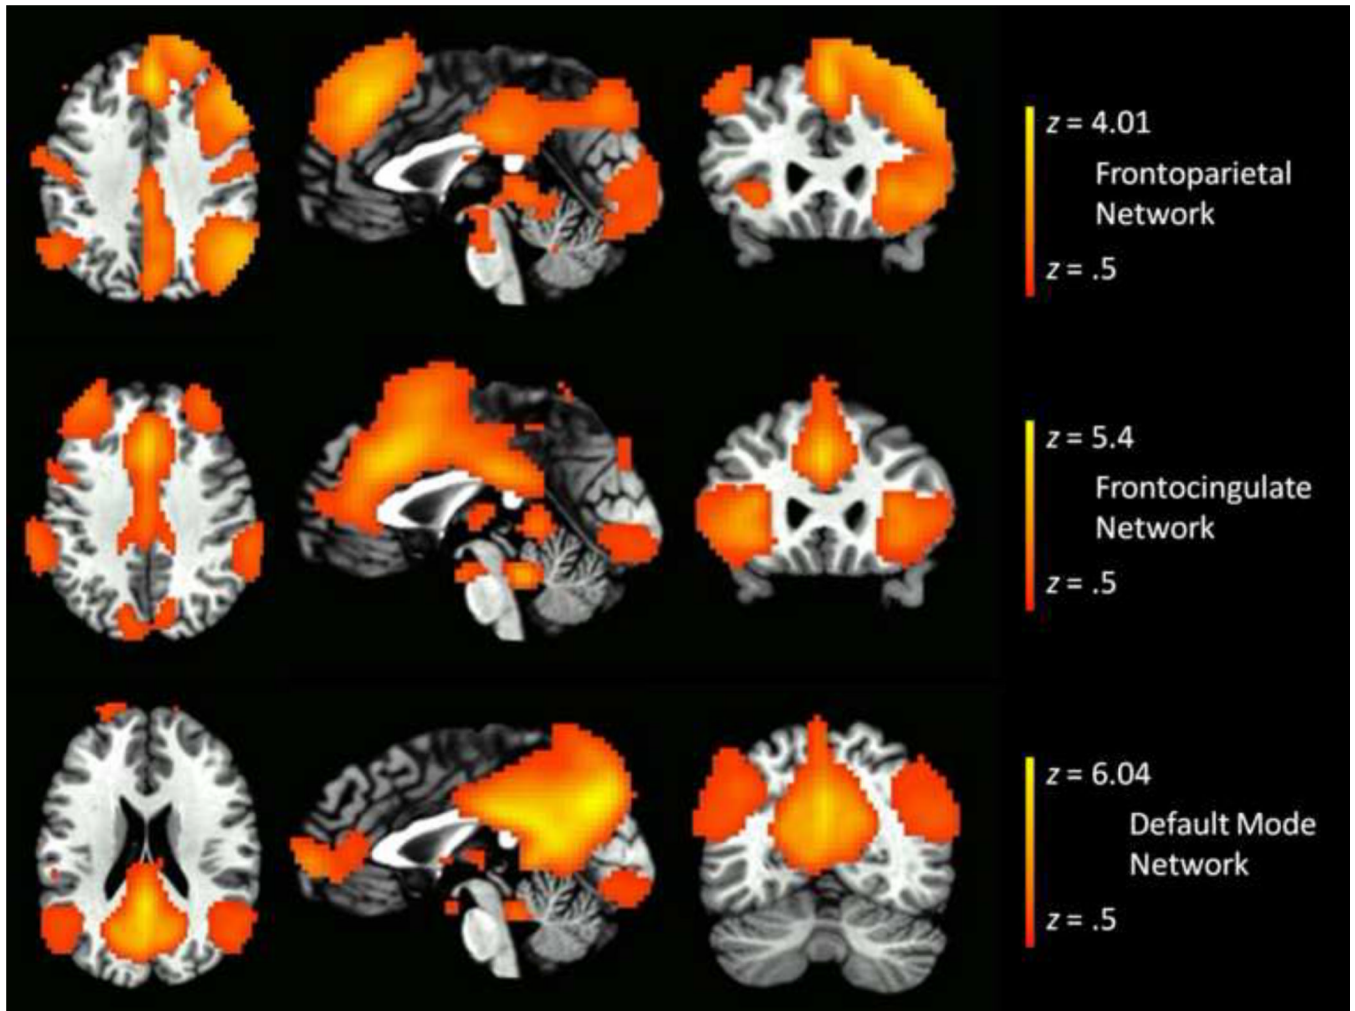 z = 4.01
Frontoparietal
Network
z = .5
z = 5.4
Frontocingulate
Network
z = .5
z = 6.04
Default Mode
Network
z = .5